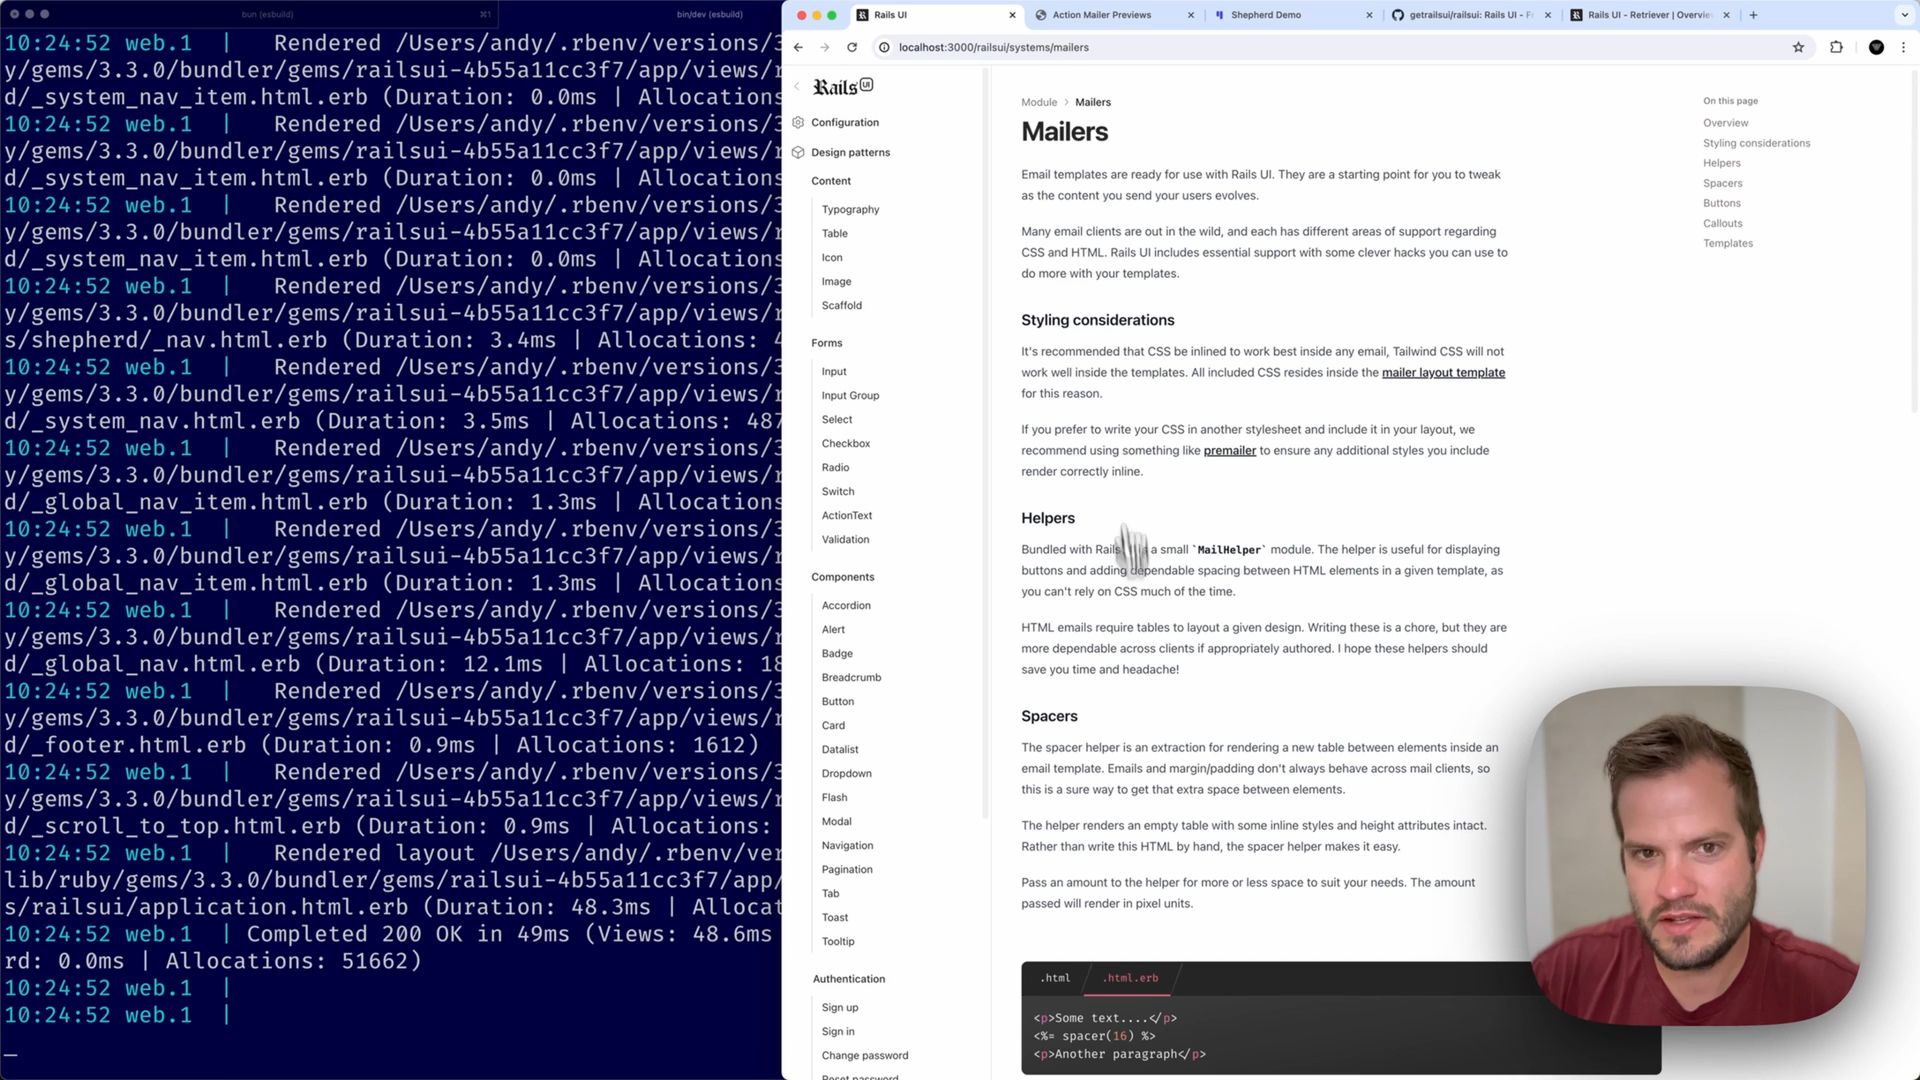 bun (esbuild)
⌘1
bin/dev (esbuild)
10:24:52 web.1  |   Rendered /Users/andy/.rbenv/versions/3
y/gems/3.3.0/bundler/gems/railsui-4b55a11cc3f7/app/views/r
d/_system_nav_item.html.erb (Duration: 0.0ms | Allocations
10:24:52 web.1  |   Rendered /Users/andy/.rbenv/versions/3
y/gems/3.3.0/bundler/gems/railsui-4b55a11cc3f7/app/views/r
d/_system_nav_item.html.erb (Duration: 0.0ms | Allocations
10:24:52 web.1  |   Rendered /Users/andy/.rbenv/versions/3
y/gems/3.3.0/bundler/gems/railsui-4b55a11cc3f7/app/views/r
d/_system_nav_item.html.erb (Duration: 0.0ms | Allocations
10:24:52 web.1  |   Rendered /Users/andy/.rbenv/versions/3
y/gems/3.3.0/bundler/gems/railsui-4b55a11cc3f7/app/views/r
s/shepherd/_nav.html.erb (Duration: 3.4ms | Allocations: 4
10:24:52 web.1  |   Rendered /Users/andy/.rbenv/versions/3
y/gems/3.3.0/bundler/gems/railsui-4b55a11cc3f7/app/views/r
d/_system_nav.html.erb (Duration: 3.5ms | Allocations: 487
10:24:52 web.1  |   Rendered /Users/andy/.rbenv/versions/3
y/gems/3.3.0/bundler/gems/railsui-4b55a11cc3f7/app/views/r
d/_global_nav_item.html.erb (Duration: 1.3ms | Allocations
10:24:52 web.1  |   Rendered /Users/andy/.rbenv/versions/3
y/gems/3.3.0/bundler/gems/railsui-4b55a11cc3f7/app/views/r
d/_global_nav_item.html.erb (Duration: 1.3ms | Allocations
10:24:52 web.1  |   Rendered /Users/andy/.rbenv/versions/3
y/gems/3.3.0/bundler/gems/railsui-4b55a11cc3f7/app/views/r
d/_global_nav.html.erb (Duration: 12.1ms | Allocations: 18
10:24:52 web.1  |   Rendered /Users/andy/.rbenv/versions/3
y/gems/3.3.0/bundler/gems/railsui-4b55a11cc3f7/app/views/r
d/_footer.html.erb (Duration: 0.9ms | Allocations: 1612)
10:24:52 web.1  |   Rendered /Users/andy/.rbenv/versions/3
y/gems/3.3.0/bundler/gems/railsui-4b55a11cc3f7/app/views/r
d/_scroll_to_top.html.erb (Duration: 0.9ms | Allocations:
10:24:52 web.1  |   Rendered layout /Users/andy/.rbenv/ver
lib/ruby/gems/3.3.0/bundler/gems/railsui-4b55a11cc3f7/app/
s/railsui/application.html.erb (Duration: 48.3ms | Allocat
10:24:52 web.1  | Completed 200 OK in 49ms (Views: 48.6ms
rd: 0.0ms | Allocations: 51662)
10:24:52 web.1  |
10:24:52 web.1  |
Rails UI
Action Mailer Previews
Shepherd Demo
getrailsui/railsui: Rails UI - F
Rails UI - Retriever | Overview
localhost:3000/railsui/systems/mailers
Rails UI
Configuration
Design patterns
Content
Typography
Table
Icon
Image
Scaffold
Forms
Input
Input Group
Select
Checkbox
Radio
Switch
ActionText
Validation
Components
Accordion
Alert
Badge
Breadcrumb
Button
Card
Datalist
Dropdown
Flash
Modal
Navigation
Pagination
Tab
Toast
Tooltip
Authentication
Sign up
Sign in
Change password
Reset password
Module > Mailers
Mailers
Email templates are ready for use with Rails UI. They are a starting point for you to tweak
as the content you send your users evolves.
Many email clients are out in the wild, and each has different areas of support regarding
CSS and HTML. Rails UI includes essential support with some clever hacks you can use to
do more with your templates.
Styling considerations
It's recommended that CSS be inlined to work best inside any email, Tailwind CSS will not
work well inside the templates. All included CSS resides inside the mailer layout template
for this reason.
If you prefer to write your CSS in another stylesheet and include it in your layout, we
recommend using something like premailer to ensure any additional styles you include
render correctly inline.
Helpers
Bundled with Rails a small `MailHelper` module. The helper is useful for displaying
buttons and adding dependable spacing between HTML elements in a given template, as
you can't rely on CSS much of the time.
HTML emails require tables to layout a given design. Writing these is a chore, but they are
more dependable across clients if appropriately authored. I hope these helpers should
save you time and headache!
Spacers
The spacer helper is an extraction for rendering a new table between elements inside an
email template. Emails and margin/padding don't always behave across mail clients, so
this is a sure way to get that extra space between elements.
The helper renders an empty table with some inline styles and height attributes intact.
Rather than write this HTML by hand, the spacer helper makes it easy.
Pass an amount to the helper for more or less space to suit your needs. The amount
passed will render in pixel units.
.html
.html.erb
<p>Some text....</p>
<%= spacer(16) %>
<p>Another paragraph</p>
On this page
Overview
Styling considerations
Helpers
Spacers
Buttons
Callouts
Templates